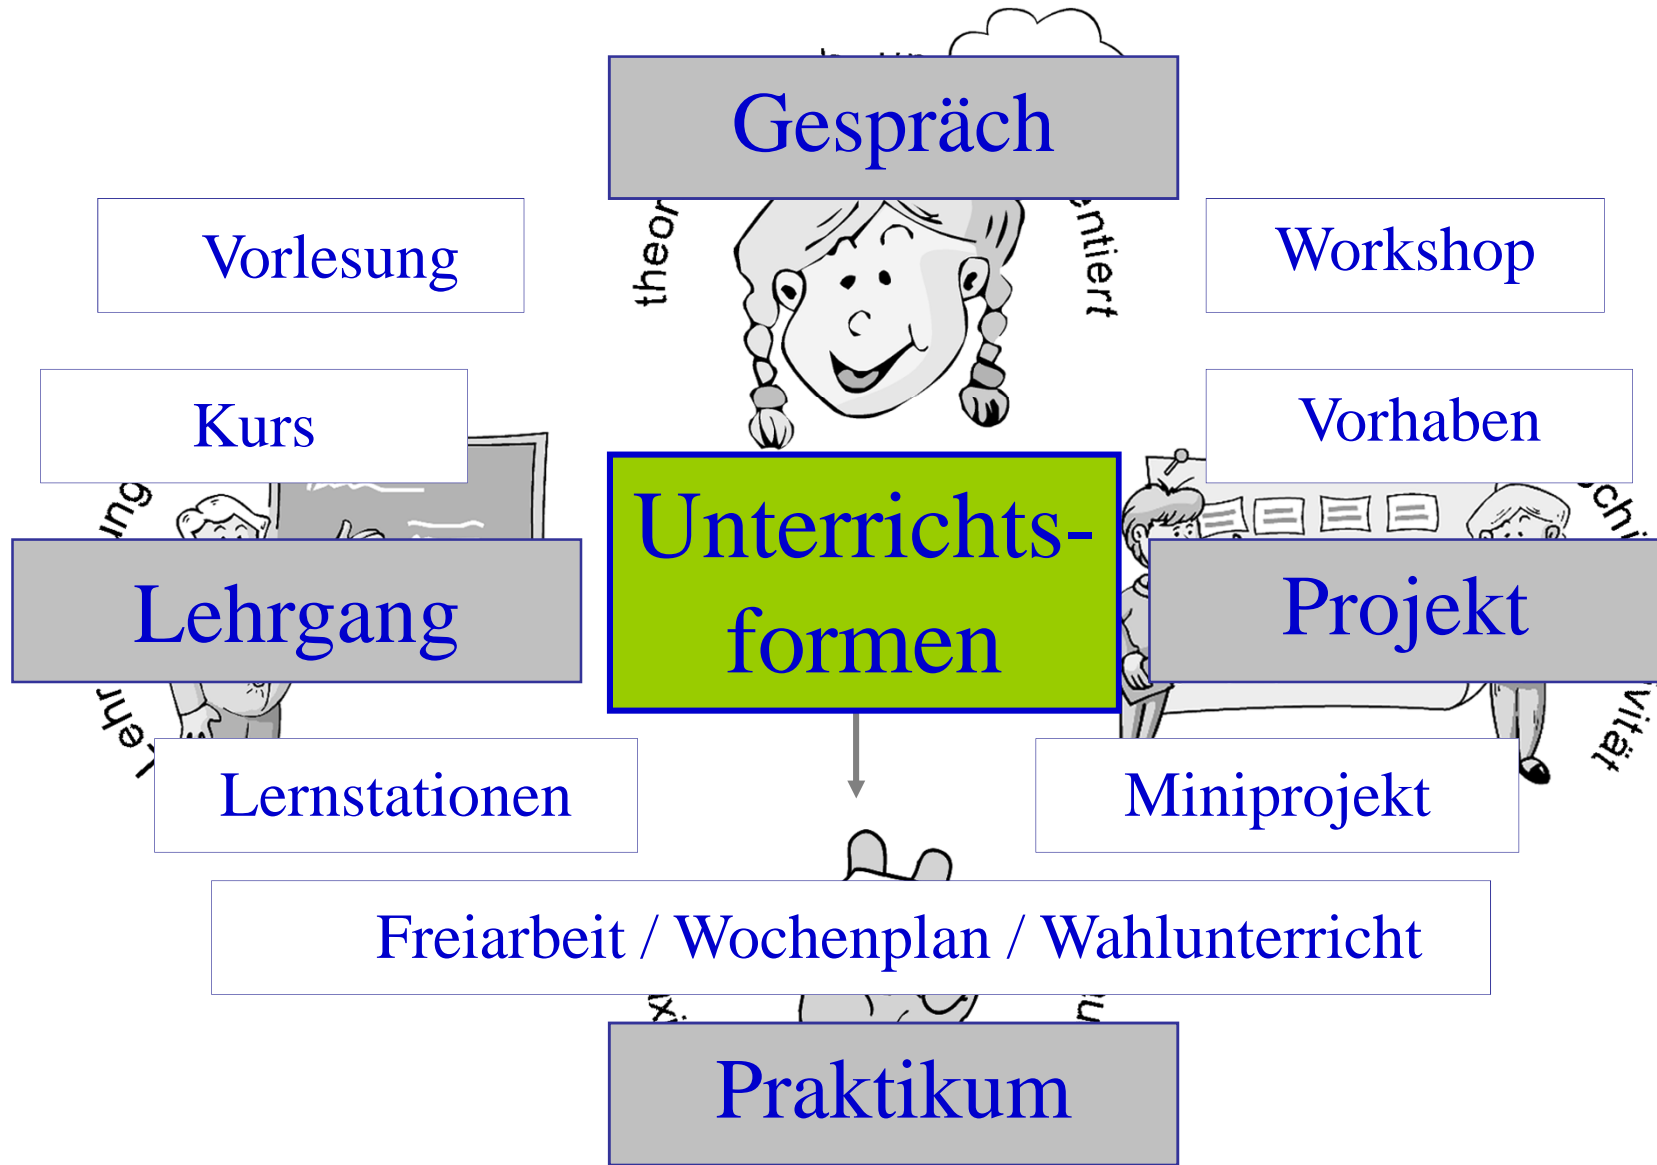 Gespräch
Vorlesung
Workshop
Kurs
Vorhaben
Unterrichts-
formen
Lehrgang
Projekt
Lernstationen
Miniprojekt
Freiarbeit / Wochenplan / Wahlunterricht
Praktikum